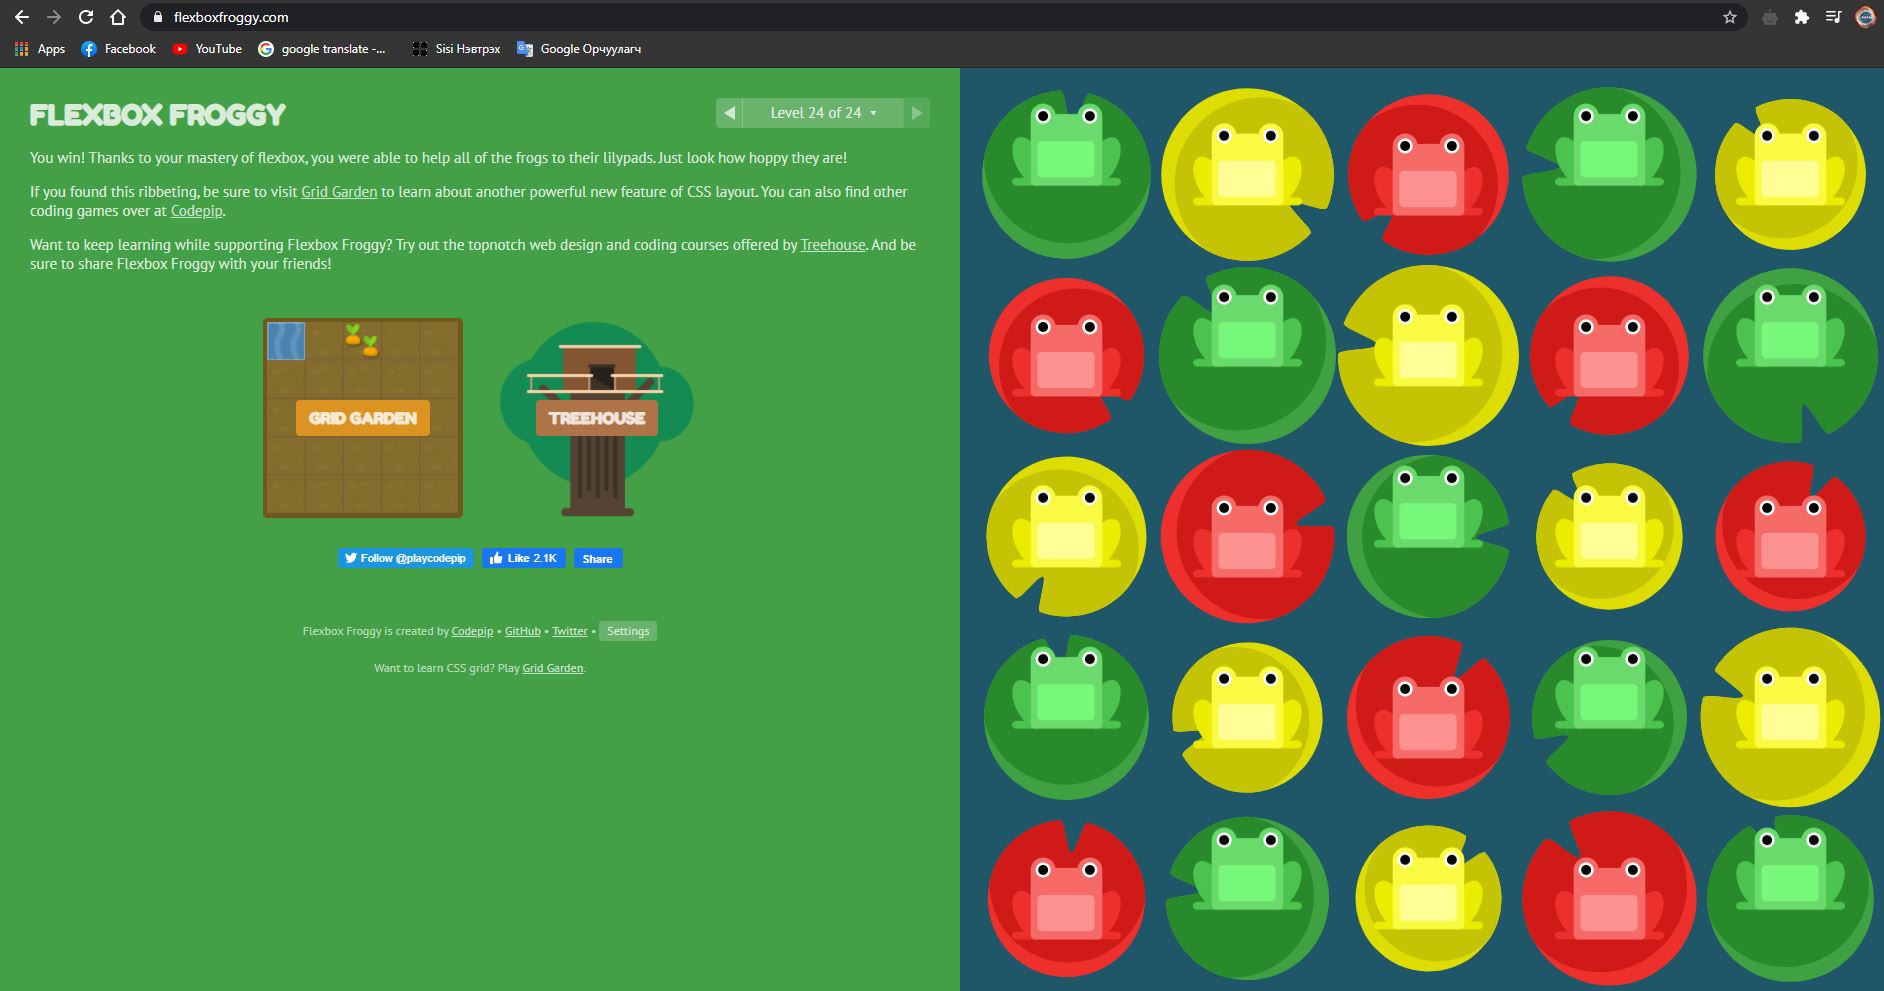 flexboxfroggy.com
Apps Facebook YouTube google translate -... Sisi Нэвтрэх Google Орчуулагч
FLEXBOX FROGGY
Level 24 of 24
You win! Thanks to your mastery of flexbox, you were able to help all of the frogs to their lilypads. Just look how hoppy they are!
If you found this ribbeting, be sure to visit Grid Garden to learn about another powerful new feature of CSS layout. You can also find other
coding games over at Codepip.
Want to keep learning while supporting Flexbox Froggy? Try out the topnotch web design and coding courses offered by Treehouse. And be
sure to share Flexbox Froggy with your friends!
GRID GARDEN
TREEHOUSE
Follow @playcodepip Like 2.1K Share
Flexbox Froggy is created by Codepip • GitHub • Twitter • Settings
Want to learn CSS grid? Play Grid Garden.